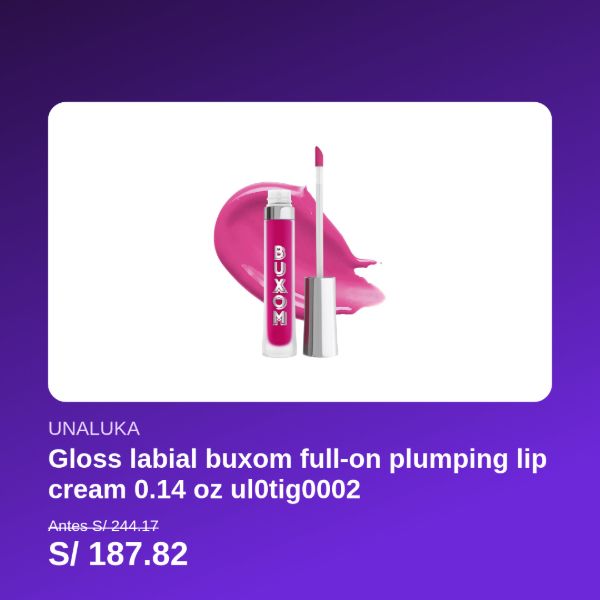 BUXOM
UNALUKA
Gloss labial buxom full-on plumping lip
cream 0.14 oz ul0tig0002
Antes S/ 244.17
S/ 187.82